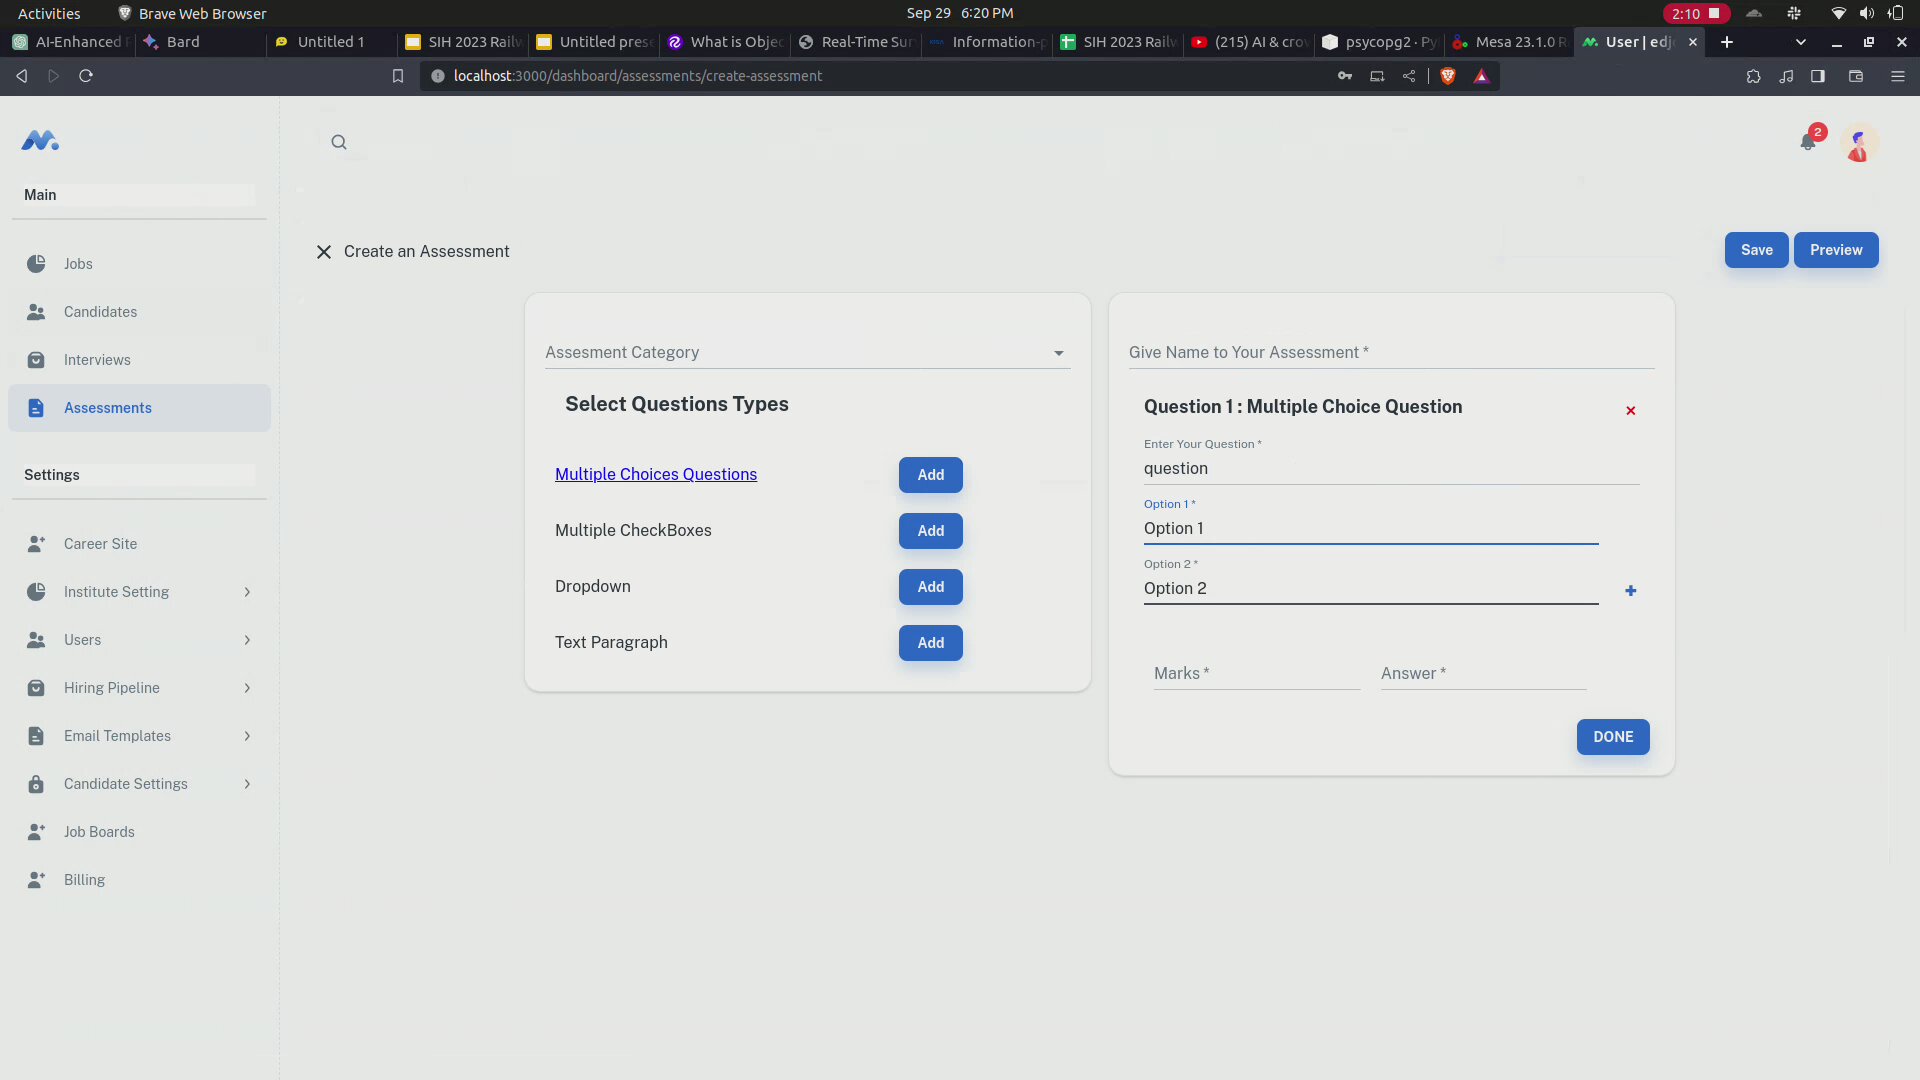 Activities
Brave Web Browser
Sep 29 6:20 PM
2:10
AI-Enhanced
Bard
Untitled 1
SIH 2023 Railw
Untitled prese
What is Objec
Real-Time Sur
Information-p
SIH 2023 Railw
(215) AI & crow
psycopg2 · Py
Mesa 23.1.0 R
User | edjo
localhost:3000/dashboard/assessments/create-assessment
2
Main
Jobs
Candidates
Interviews
Assessments
Settings
Career Site
Institute Setting
Users
Hiring Pipeline
Email Templates
Candidate Settings
Job Boards
Billing
Create an Assessment
Save
Preview
Assesment Category
Select Questions Types
Multiple Choices Questions
Add
Multiple CheckBoxes
Add
Dropdown
Add
Text Paragraph
Add
Give Name to Your Assessment *
Question 1 : Multiple Choice Question
Enter Your Question *
question
Option 1 *
Option 1
Option 2 *
Option 2
Marks *
Answer *
DONE